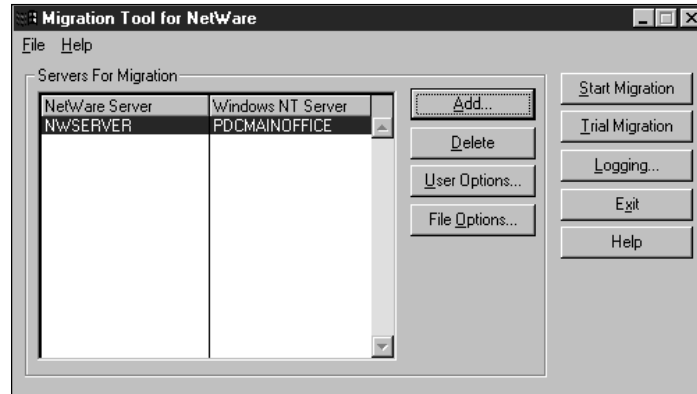 Migration Tool for NetWare
File Help
Servers For Migration
NetWare Server Windows NT Server
NWSERVER PDCMAINOFFICE
Add...
Delete
User Options...
File Options...
Start Migration
Trial Migration
Logging...
Exit
Help